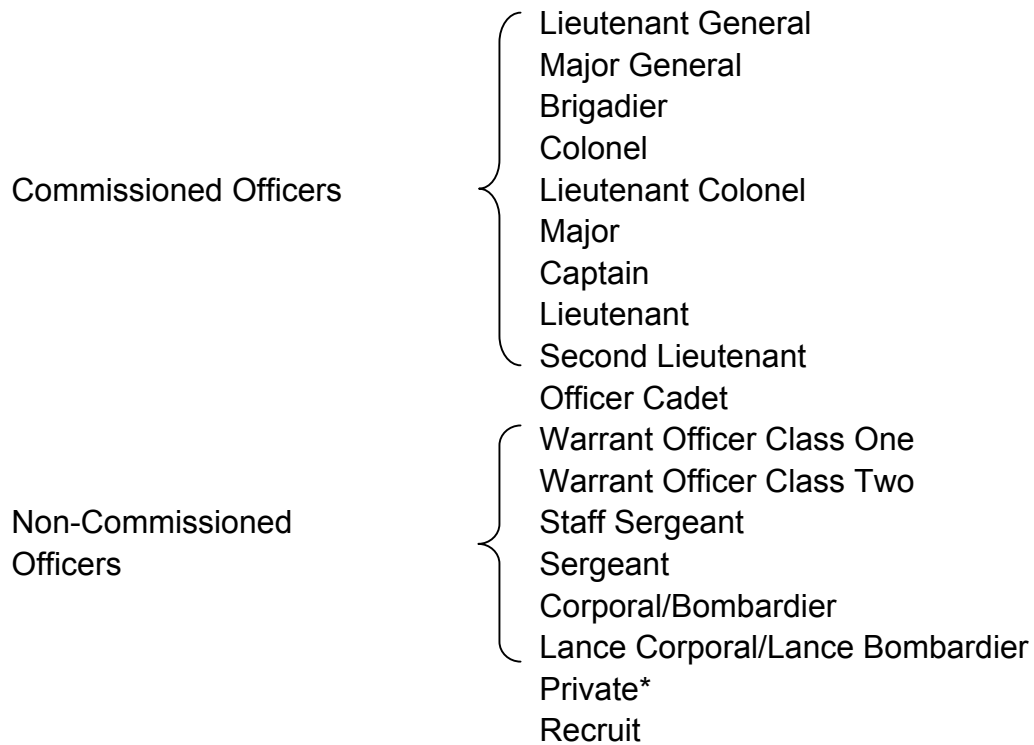 Lieutenant General
Major General
Brigadier
Colonel
Commissioned Officers Lieutenant Colonel
Major
Captain
Lieutenant
Second Lieutenant
Officer Cadet
Warrant Officer Class One
Warrant Officer Class Two
Non-Commissioned Staff Sergeant
Officers Sergeant
Corporal/Bombardier
Lance Corporal/Lance Bombardier
Private*
Recruit